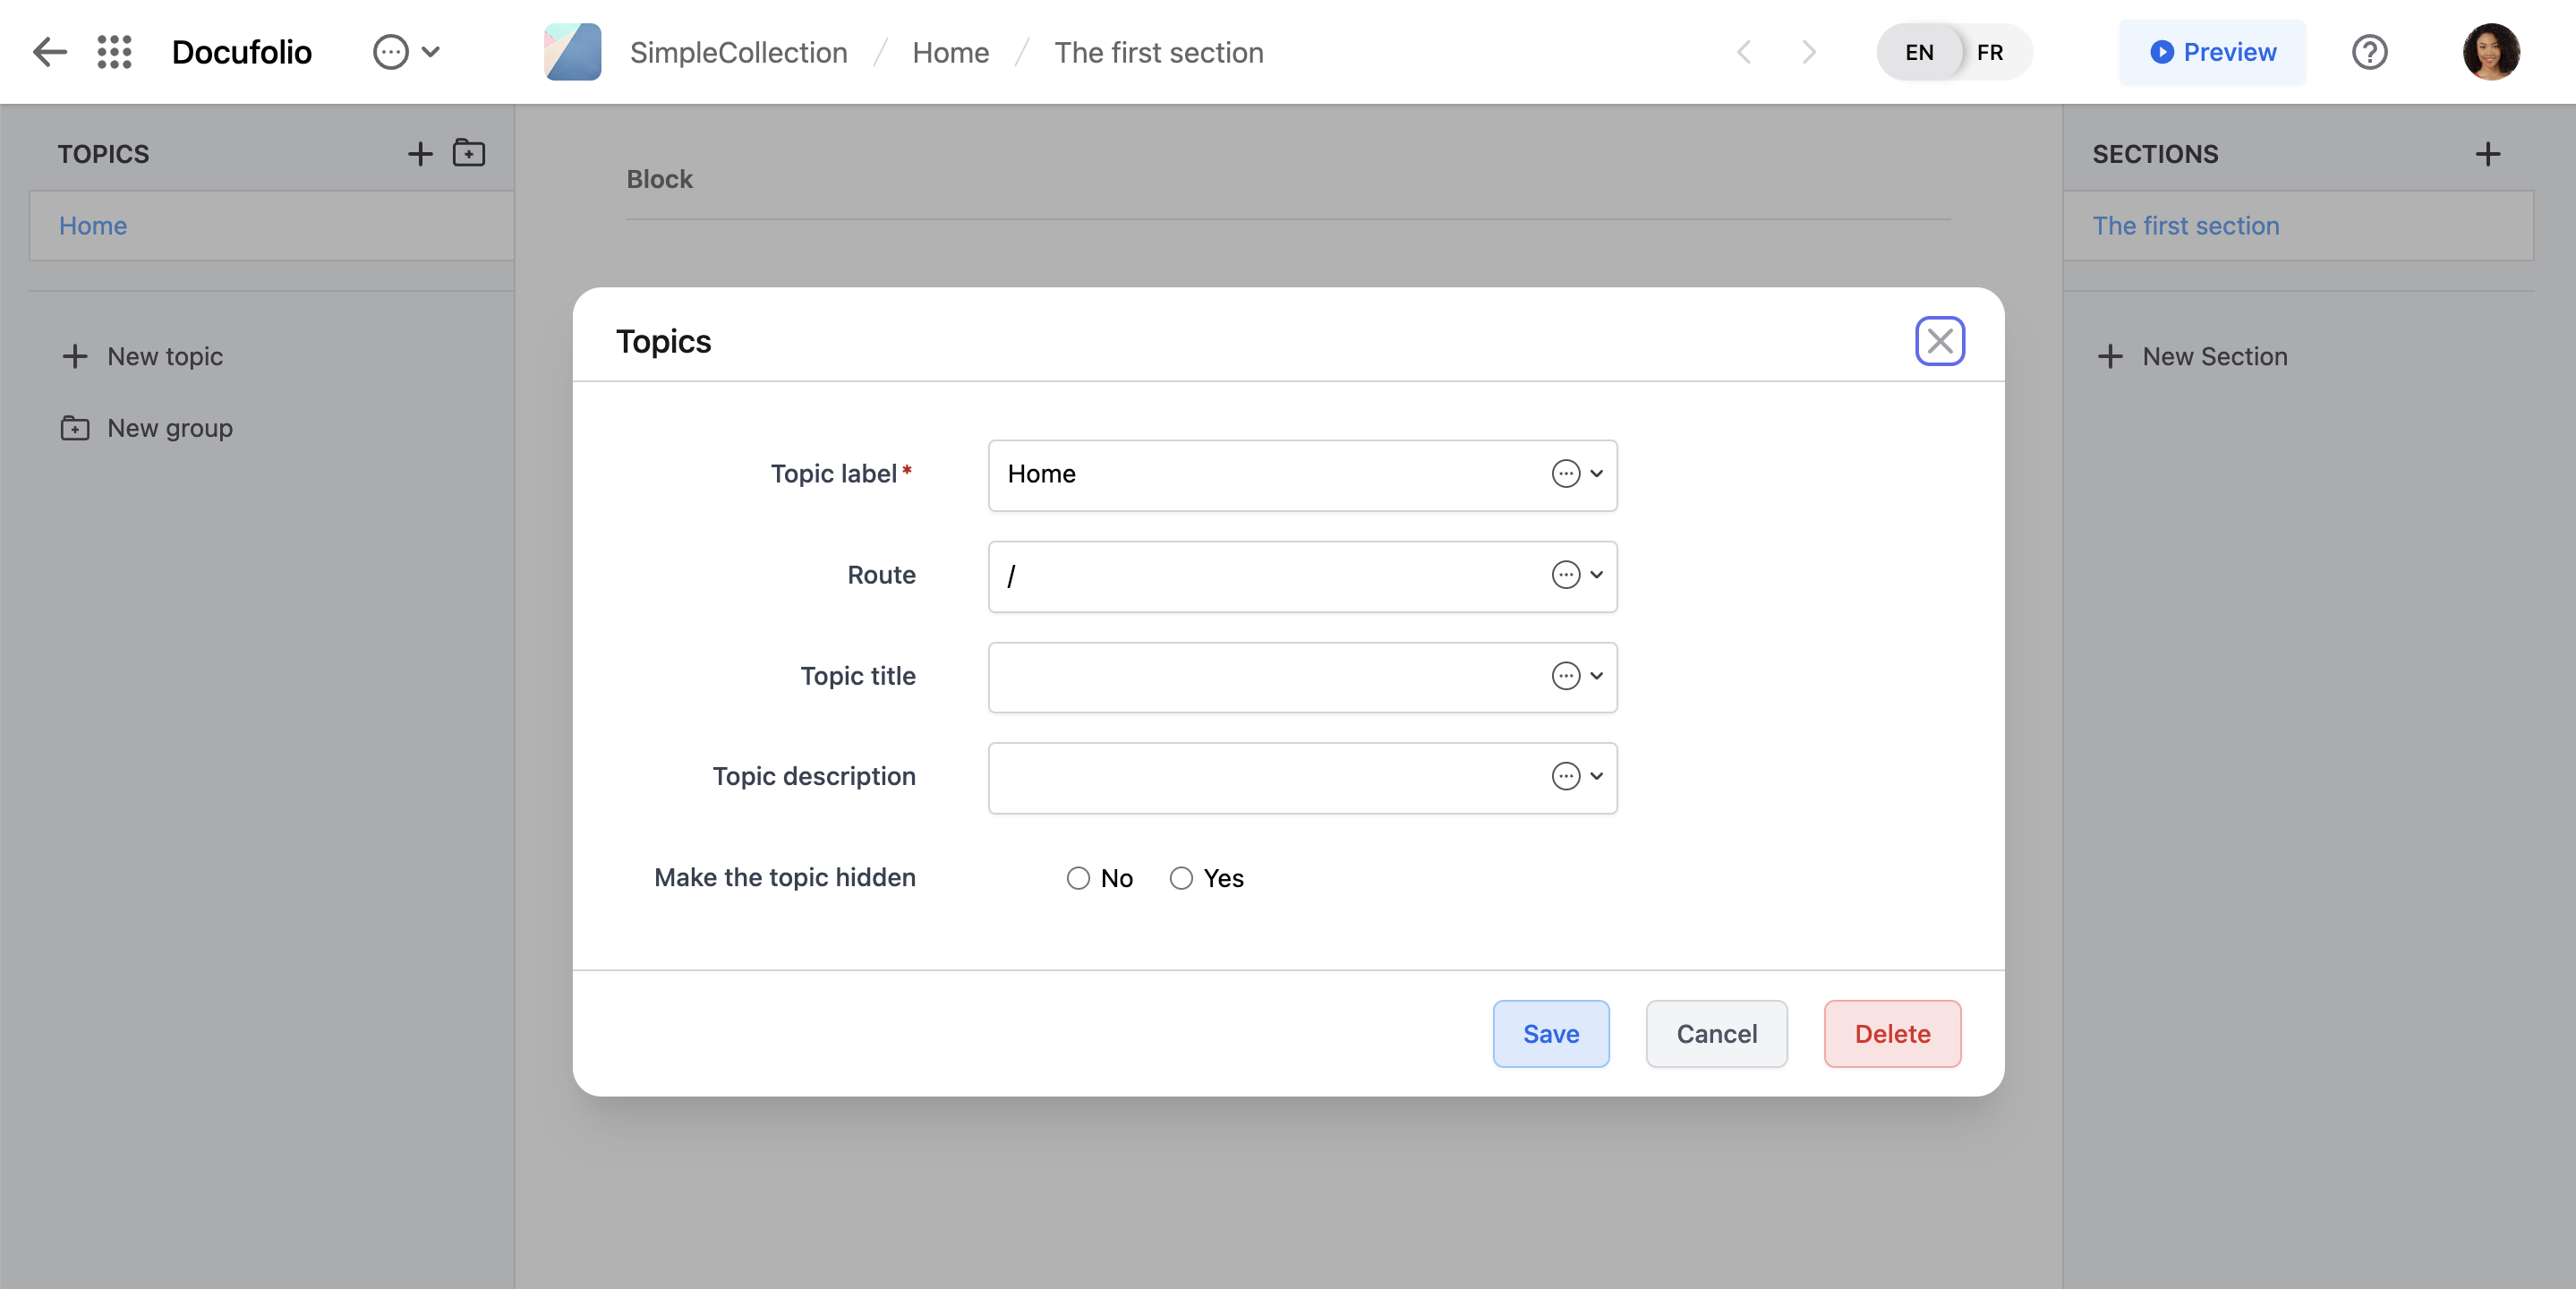 Docufolio
SimpleCollection / Home / The first section
EN FR
Preview
TOPICS
Home
New topic
New group
Block
SECTIONS
The first section
New Section
Topics
Topic label*
Home
Route
/
Topic title
Topic description
Make the topic hidden
No
Yes
Save
Cancel
Delete